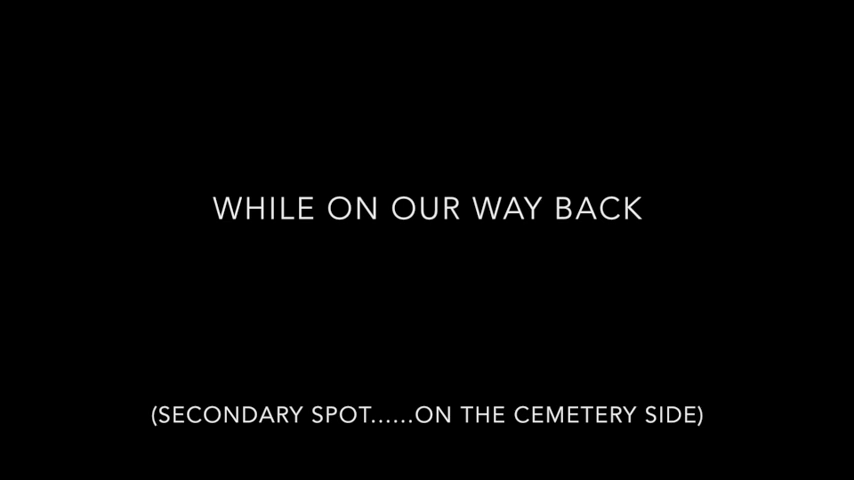 WHILE ON OUR WAY BACK
(SECONDARY SPOT......ON THE CEMETERY SIDE)